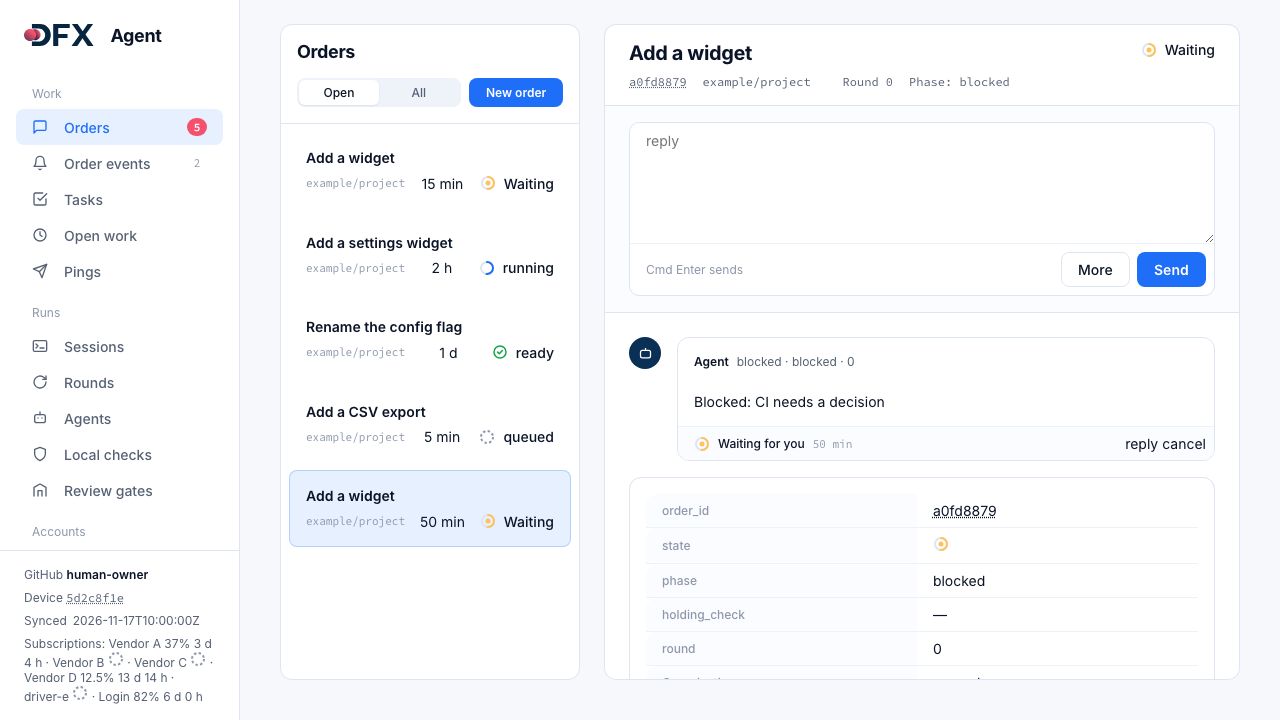 DFX Agent
Work
Orders 5
Order events 2
Tasks
Open work
Pings
Runs
Sessions
Rounds
Agents
Local checks
Review gates
Accounts
GitHub human-owner
Device 5d2c8f1e
Synced 2026-11-17T10:00:00Z
Subscriptions: Vendor A 37% 3 d
4 h · Vendor B · Vendor C ·
Vendor D 12.5% 13 d 14 h ·
driver-e · Login 82% 6 d 0 h
Orders
Open All New order
Add a widget
example/project 15 min Waiting
Add a settings widget
example/project 2 h running
Rename the config flag
example/project 1 d ready
Add a CSV export
example/project 5 min queued
Add a widget
example/project 50 min Waiting
Add a widget Waiting
a0fd8879 example/project Round 0 Phase: blocked
reply
Cmd Enter sends More Send
Agent blocked · blocked · 0
Blocked: CI needs a decision
Waiting for you 50 min reply cancel
order_id a0fd8879
state
phase blocked
holding_check —
round 0